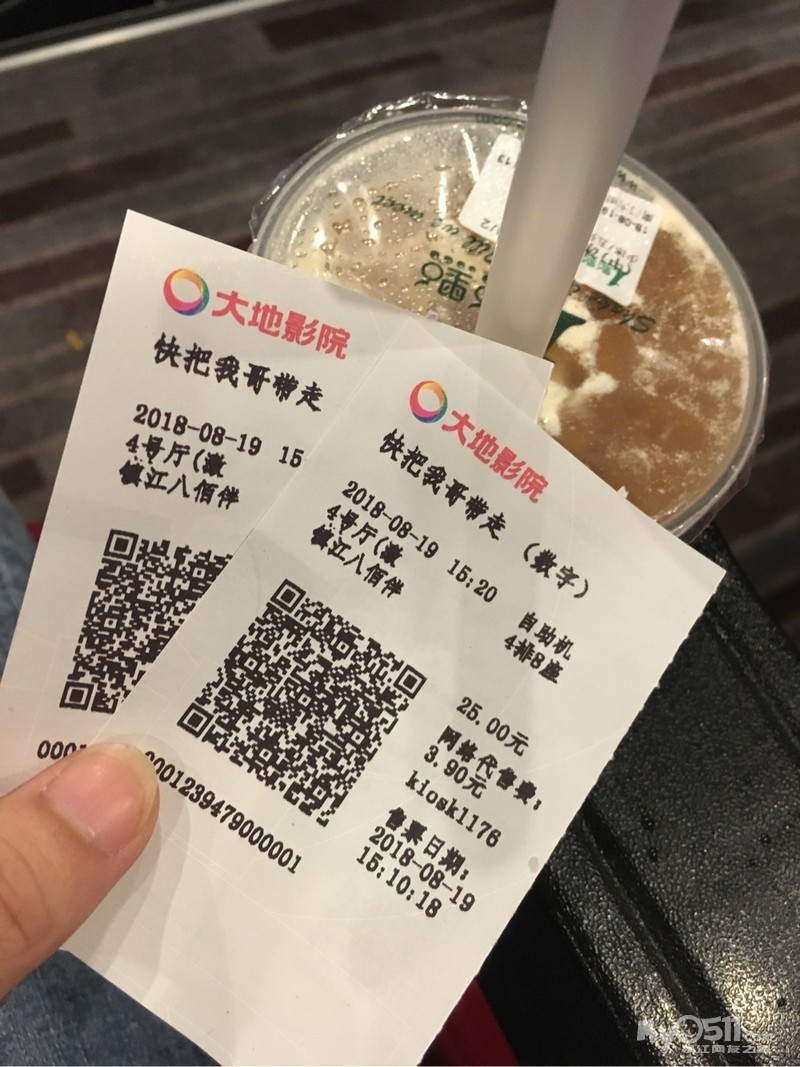 大地影院
快把我哥带走
2018-08-19 15
4号厅(激
镇江八佰伴
大地影院
快把我哥带走 (数字)
2018-08-19 15:20
4号厅(激
镇江八佰伴
自助机
4排8座
25.00元
网络代售费:
3.90元
kiosk1176
售票日期:
2018-08-19
15:10:18
0001239479000001